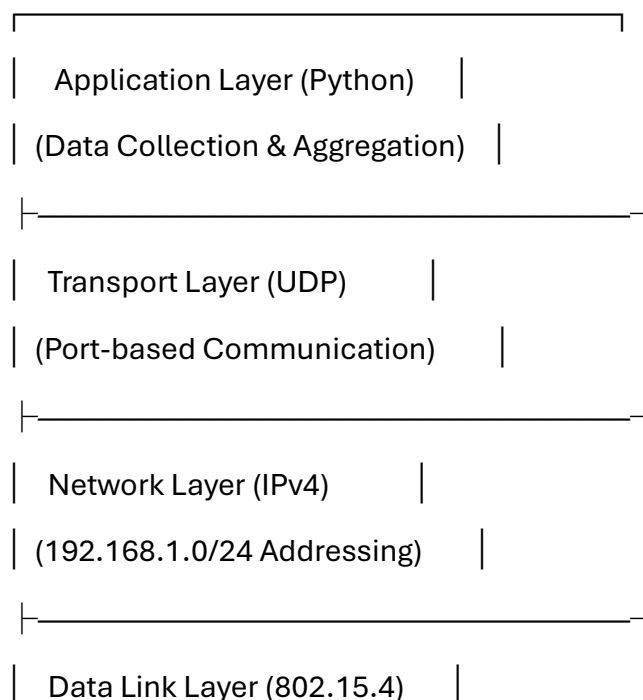 Application Layer (Python)
(Data Collection & Aggregation)
Transport Layer (UDP)
(Port-based Communication)
Network Layer (IPv4)
(192.168.1.0/24 Addressing)
Data Link Layer (802.15.4)